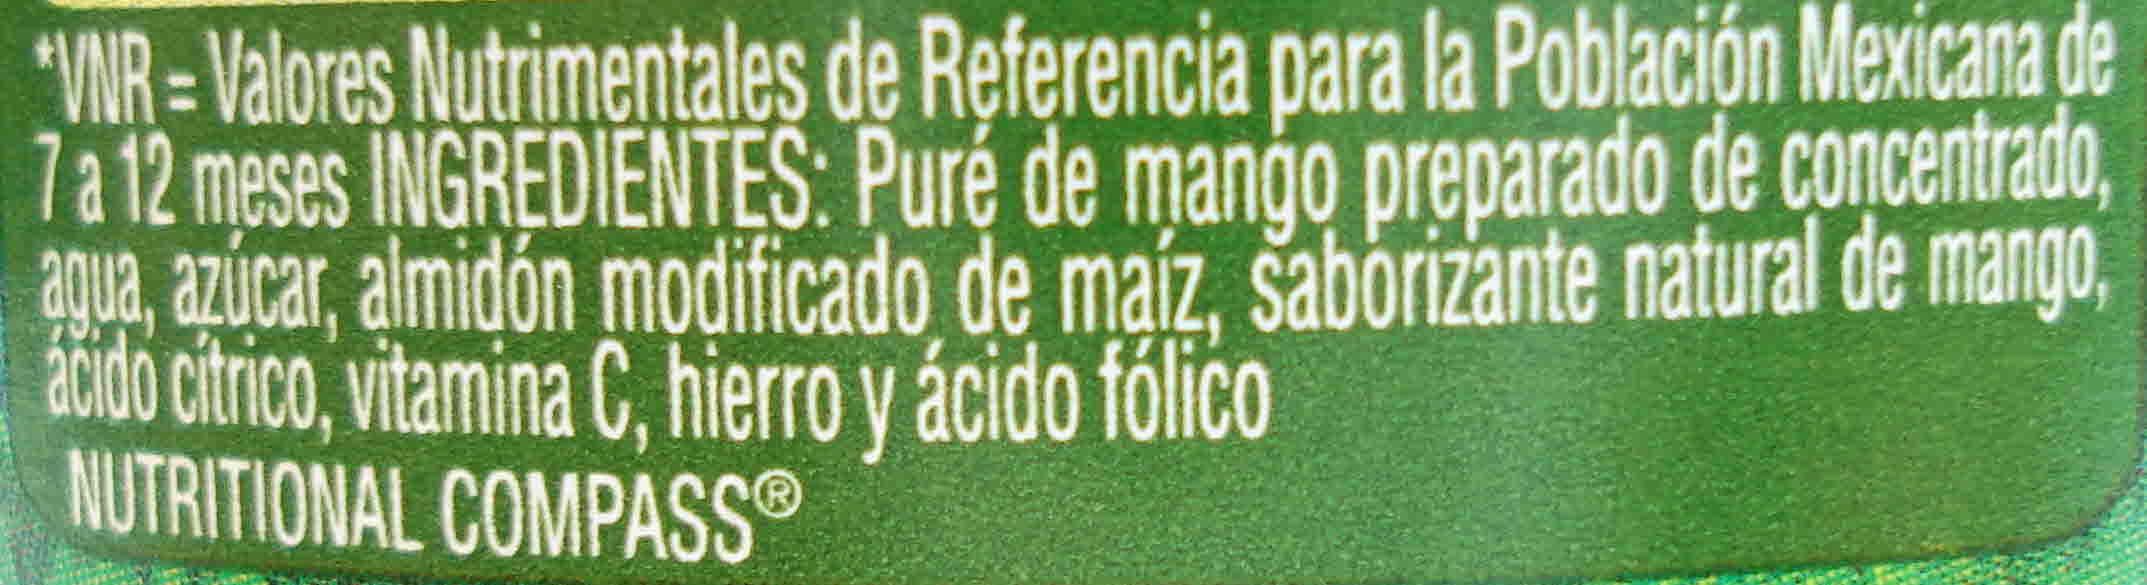 *VNR = Valores Nutrimentales de Referencia para la Población Mexicana de
7 a 12 meses INGREDIENTES: Puré de mango preparado de concentrado,
agua, azúcar, almidón modificado de maíz, saborizante natural de mango,
ácido cítrico, vitamina C, hierro y ácido fólico
NUTRITIONAL COMPASS®